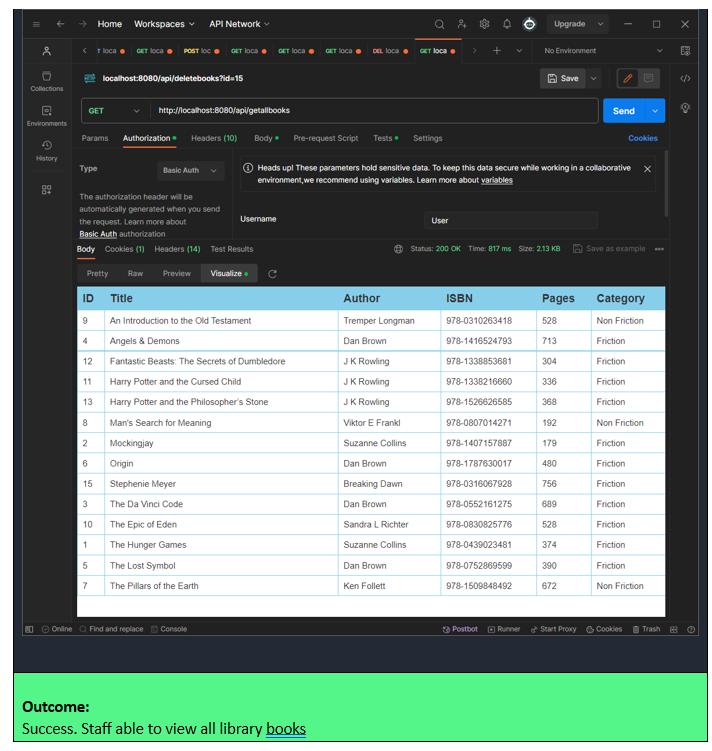 Home Workspaces API Network Upgrade
T loca GET loca POST loc GET loca GET loca GET loca DEL loca GET loca No Environment
localhost:8080/api/deletebooks?id=15 Save
GET http://localhost:8080/api/getallbooks Send
Params Authorization Headers (10) Body Pre-request Script Tests Settings Cookies
Collections
Environments
History
Type Basic Auth
The authorization header will be
automatically generated when you send
the request. Learn more about
Basic Auth authorization
Heads up! These parameters hold sensitive data. To keep this data secure while working in a collaborative
environment,we recommend using variables. Learn more about variables
Username User
Body Cookies (1) Headers (14) Test Results Status: 200 OK Time: 817 ms Size: 2.13 KB Save as example
Pretty Raw Preview Visualize
ID Title Author ISBN Pages Category
9 An Introduction to the Old Testament Tremper Longman 978-0310263418 528 Non Friction
4 Angels & Demons Dan Brown 978-1416524793 713 Friction
12 Fantastic Beasts: The Secrets of Dumbledore J K Rowling 978-1338853681 304 Friction
11 Harry Potter and the Cursed Child J K Rowling 978-1338216660 336 Friction
13 Harry Potter and the Philosopher's Stone J K Rowling 978-1526626585 368 Friction
8 Man's Search for Meaning Viktor E Frankl 978-0807014271 192 Non Friction
2 Mockingjay Suzanne Collins 978-1407157887 179 Friction
6 Origin Dan Brown 978-1787630017 480 Friction
15 Stephenie Meyer Breaking Dawn 978-0316067928 756 Friction
3 The Da Vinci Code Dan Brown 978-0552161275 689 Friction
10 The Epic of Eden Sandra L Richter 978-0830825776 528 Friction
1 The Hunger Games Suzanne Collins 978-0439023481 374 Friction
5 The Lost Symbol Dan Brown 978-0752869599 390 Friction
7 The Pillars of the Earth Ken Follett 978-1509848492 672 Non Friction
Online Find and replace Console Postbot Runner Start Proxy Cookies Trash
Outcome:
Success. Staff able to view all library books